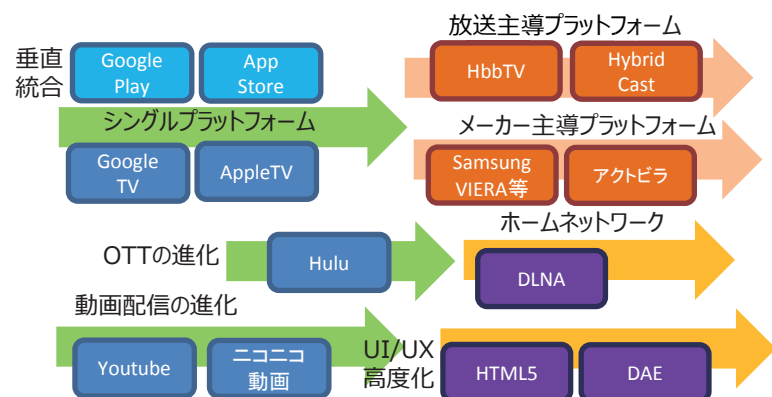 垂直
統合
Google
Play
App
Store
シングルプラットフォーム
Google
TV
AppleTV
放送主導プラットフォーム
HbbTV
Hybrid
Cast
メーカー主導プラットフォーム
Samsung
VIERA等
アクトビラ
OTTの進化
Hulu
ホームネットワーク
DLNA
動画配信の進化
Youtube
ニコニコ
動画
UI/UX
高度化
HTML5
DAE